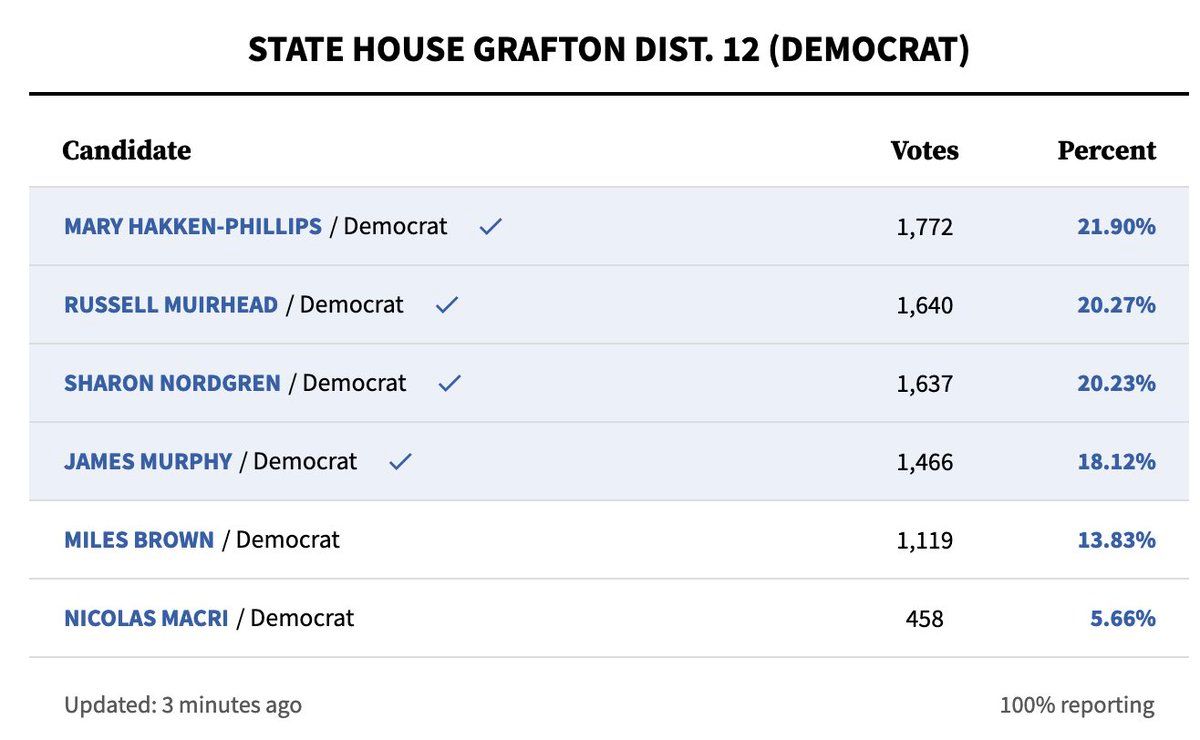 STATE HOUSE GRAFTON DIST. 12 (DEMOCRAT)
Candidate Votes Percent
MARY HAKKEN-PHILLIPS / Democrat ✓ 1,772 21.90%
RUSSELL MUIRHEAD / Democrat ✓ 1,640 20.27%
SHARON NORDGREN / Democrat ✓ 1,637 20.23%
JAMES MURPHY / Democrat ✓ 1,466 18.12%
MILES BROWN / Democrat 1,119 13.83%
NICOLAS MACRI / Democrat 458 5.66%
Updated: 3 minutes ago 100% reporting